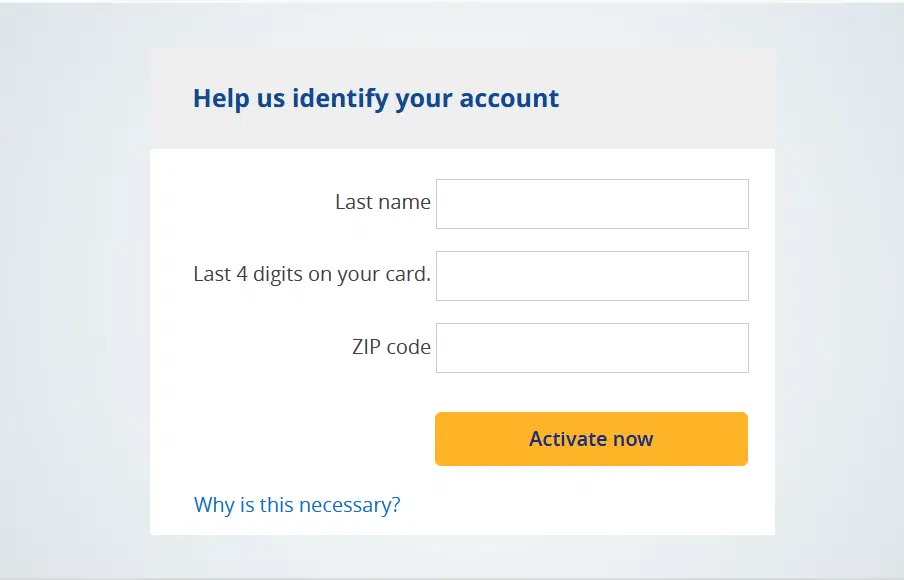 Help us identify your account
Last name
Last 4 digits on your card.
ZIP code
Activate now
Why is this necessary?